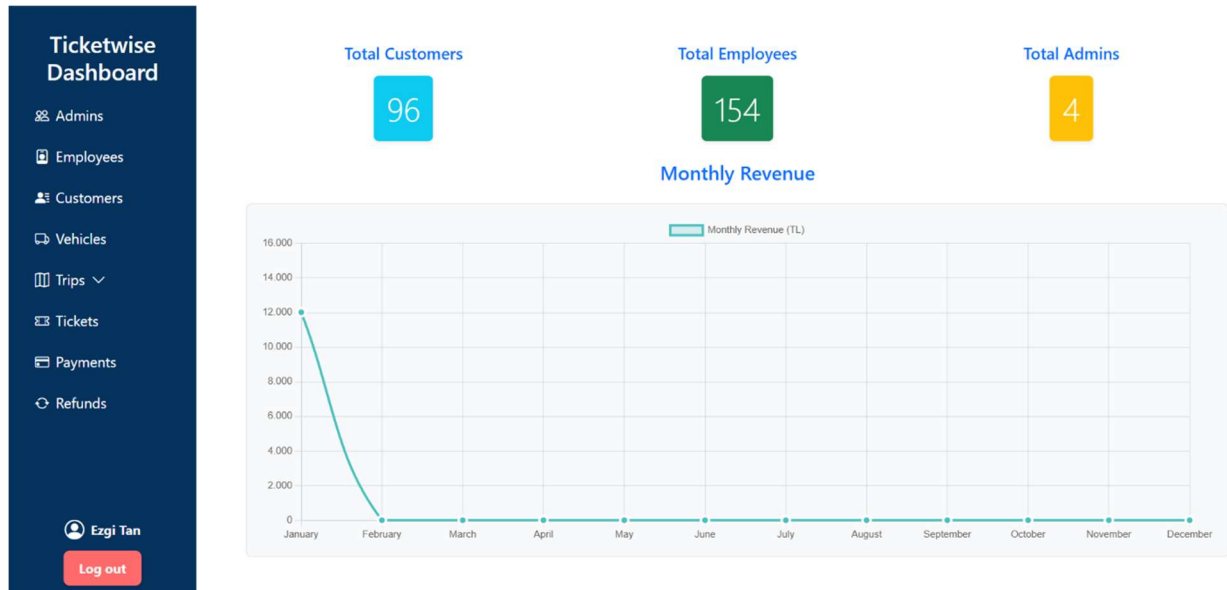 Ticketwise
Dashboard
Admins
Employees
Customers
Vehicles
Trips
Tickets
Payments
Refunds
Ezgi Tan
Log out
Total Customers
96
Total Employees
154
Total Admins
4
Monthly Revenue
Monthly Revenue (TL)
16.000
14.000
12.000
10.000
8.000
6.000
4.000
2.000
0
January February March April May June July August September October November December